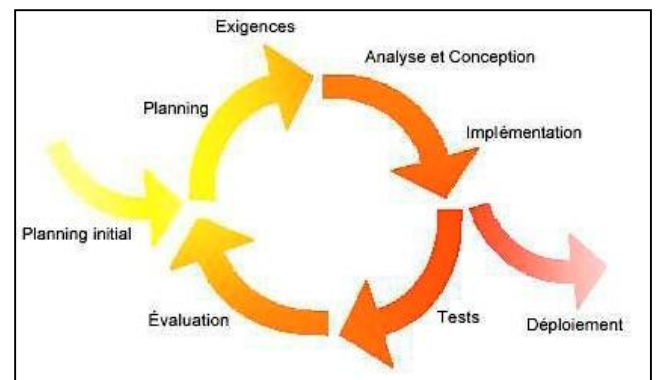 Exigences
Analyse et Conception
Planning
Implémentation
Planning initial
Évaluation
Tests
Déploiement